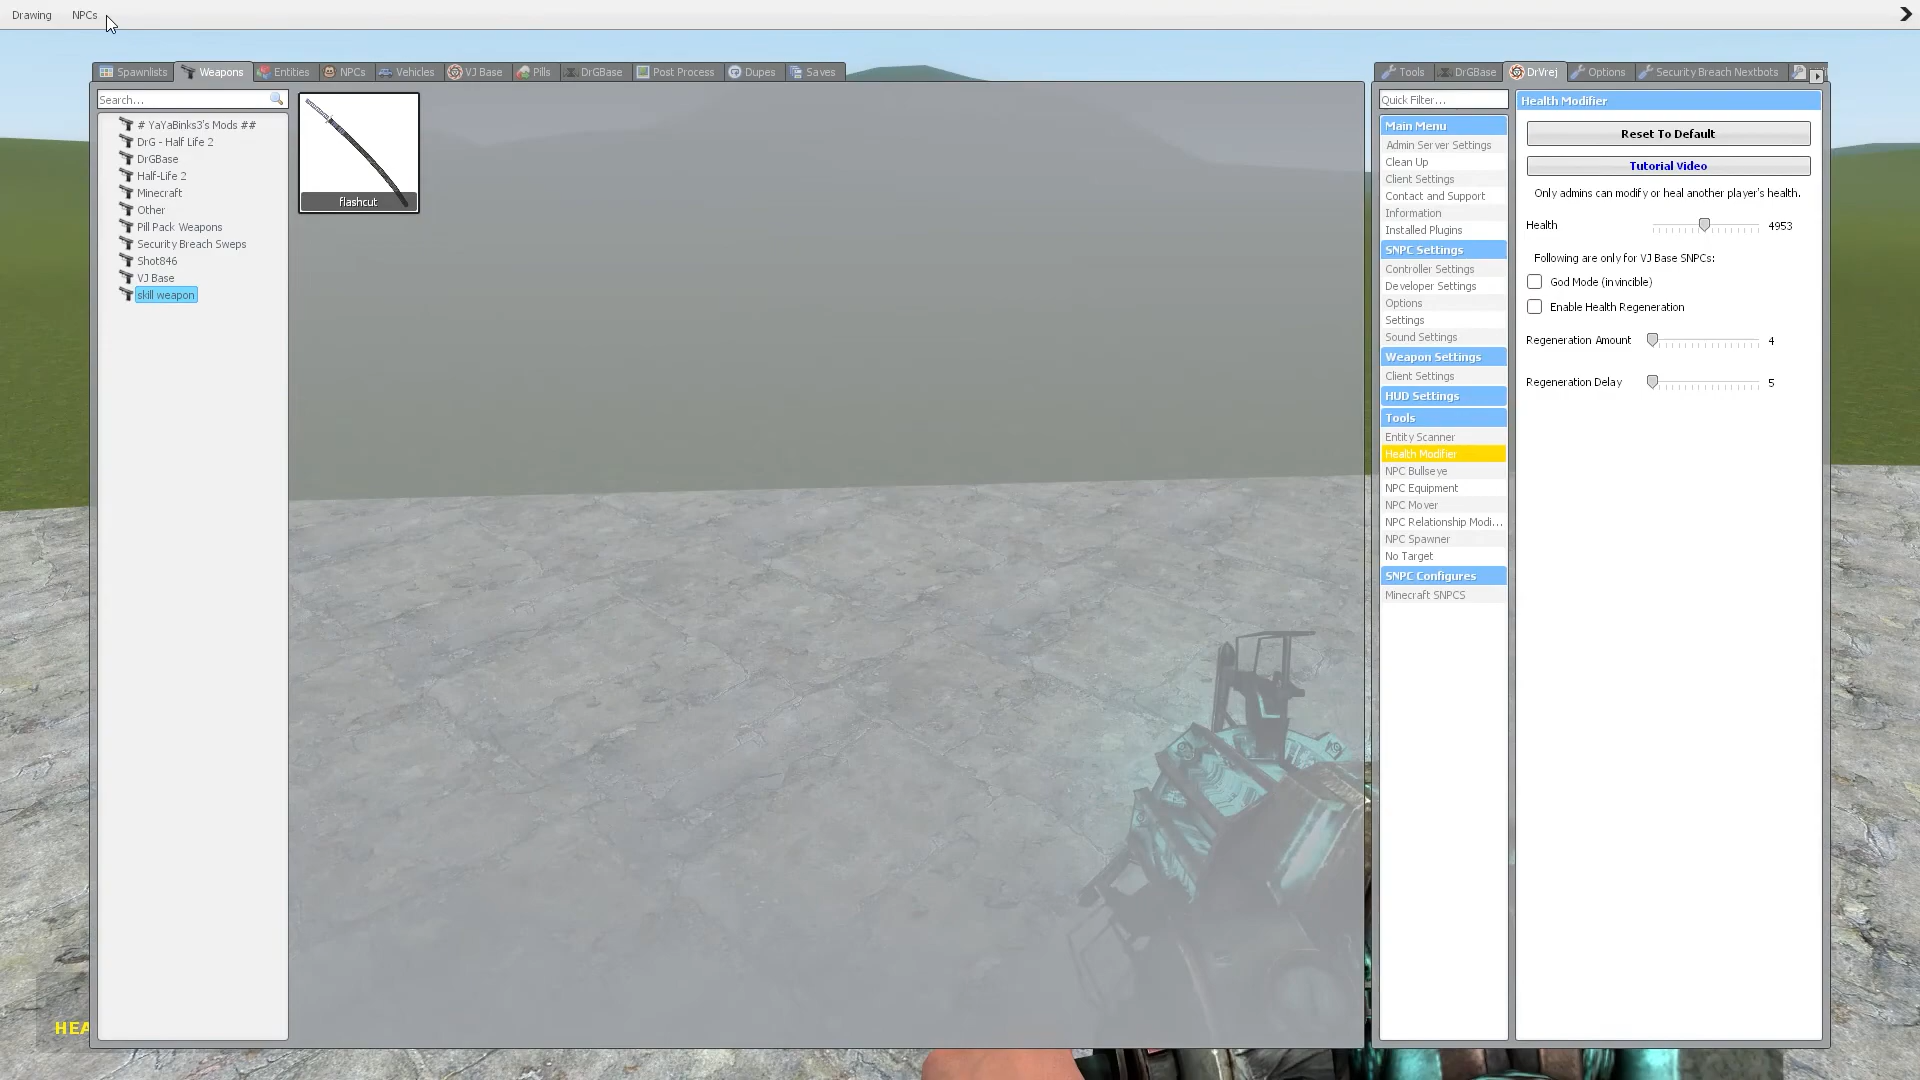 Drawing NPCs
Spawnlists Weapons Entities NPCs Vehicles VJ Base Pills DrGBase Post Process Dupes Saves
Search...
# YaYaBinks3's Mods ##
DrG - Half Life 2
DrGBase
Half-Life 2
Minecraft
Other
Pill Pack Weapons
Security Breach Sweps
Shot846
VJ Base
skill weapon
flashcut
HEA
Tools DrGBase DrVrej Options Security Breach Nextbots
Quick Filter...
Main Menu
Admin Server Settings
Clean Up
Client Settings
Contact and Support
Information
Installed Plugins
SNPC Settings
Controller Settings
Developer Settings
Options
Settings
Sound Settings
Weapon Settings
Client Settings
HUD Settings
Tools
Entity Scanner
Health Modifier
NPC Bullseye
NPC Equipment
NPC Mover
NPC Relationship Modi...
NPC Spawner
No Target
SNPC Configures
Minecraft SNPCS
Health Modifier
Reset To Default
Tutorial Video
Only admins can modify or heal another player's health.
Health 4953
Following are only for VJ Base SNPCs:
God Mode (invincible)
Enable Health Regeneration
Regeneration Amount 4
Regeneration Delay 5